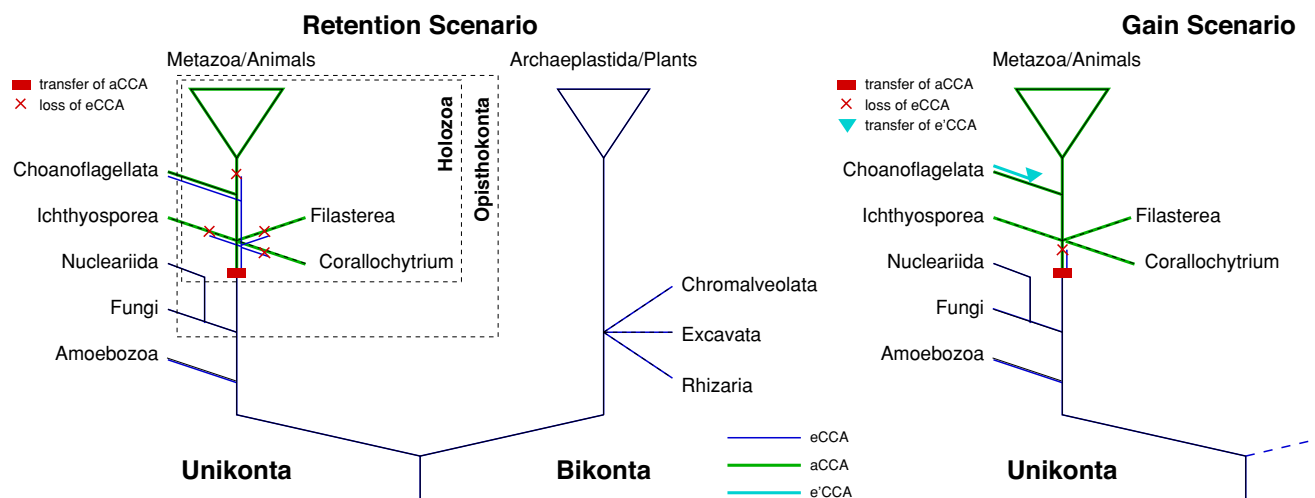 Retention Scenario
Metazoa/Animals
Archaeplastida/Plants
transfer of aCCA
loss of eCCA
Holozoa
Opisthokonta
Choanoflagellata
Ichthyosporea
Filasterea
Nucleariida
Corallochytrium
Fungi
Amoebozoa
Chromalveolata
Excavata
Rhizaria
Unikonta
Bikonta
eCCA
aCCA
e'CCA
Gain Scenario
Metazoa/Animals
transfer of aCCA
loss of eCCA
transfer of e'CCA
Choanoflagelata
Ichthyosporea
Filasterea
Nucleariida
Corallochytrium
Fungi
Amoebozoa
Unikonta